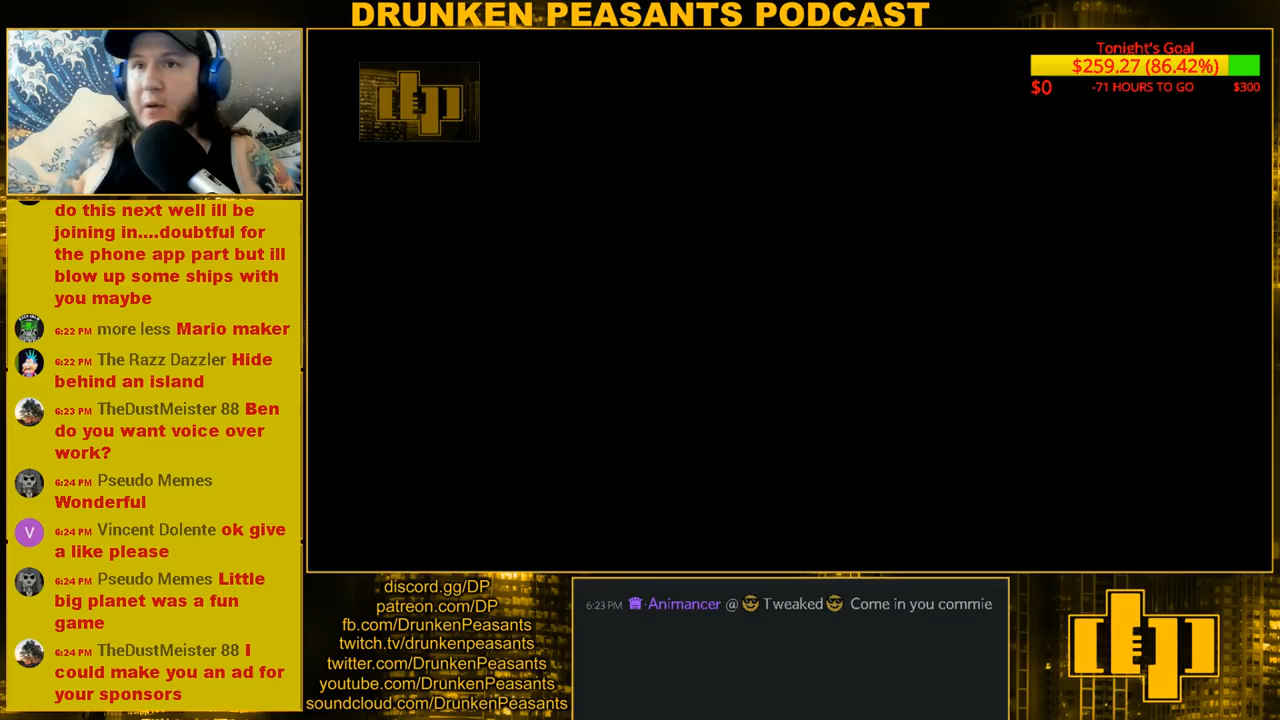 DRUNKEN PEASANTS PODCAST
Tonight's Goal
$259.27 (86.42%)
$0 -71 HOURS TO GO $300
do this next well ill be
joining in....doubtful for
the phone app part but ill
blow up some ships with
you maybe
6:22 PM more less Mario maker
6:22 PM The Razz Dazzler Hide
behind an island
6:23 PM TheDustMeister 88 Ben
do you want voice over
work?
6:24 PM Pseudo Memes
Wonderful
V 6:24 PM Vincent Dolente ok give
a like please
6:24 PM Pseudo Memes Little
big planet was a fun
game
6:24 PM TheDustMeister 88 I
could make you an ad for
your sponsors
discord.gg/DP
patreon.com/DP
fb.com/DrunkenPeasants
twitch.tv/drunkenpeasants
twitter.com/DrunkenPeasants
youtube.com/DrunkenPeasants
soundcloud.com/DrunkenPeasants
6:23 PM Animancer @🤓 Tweaked🤓 Come in you commie